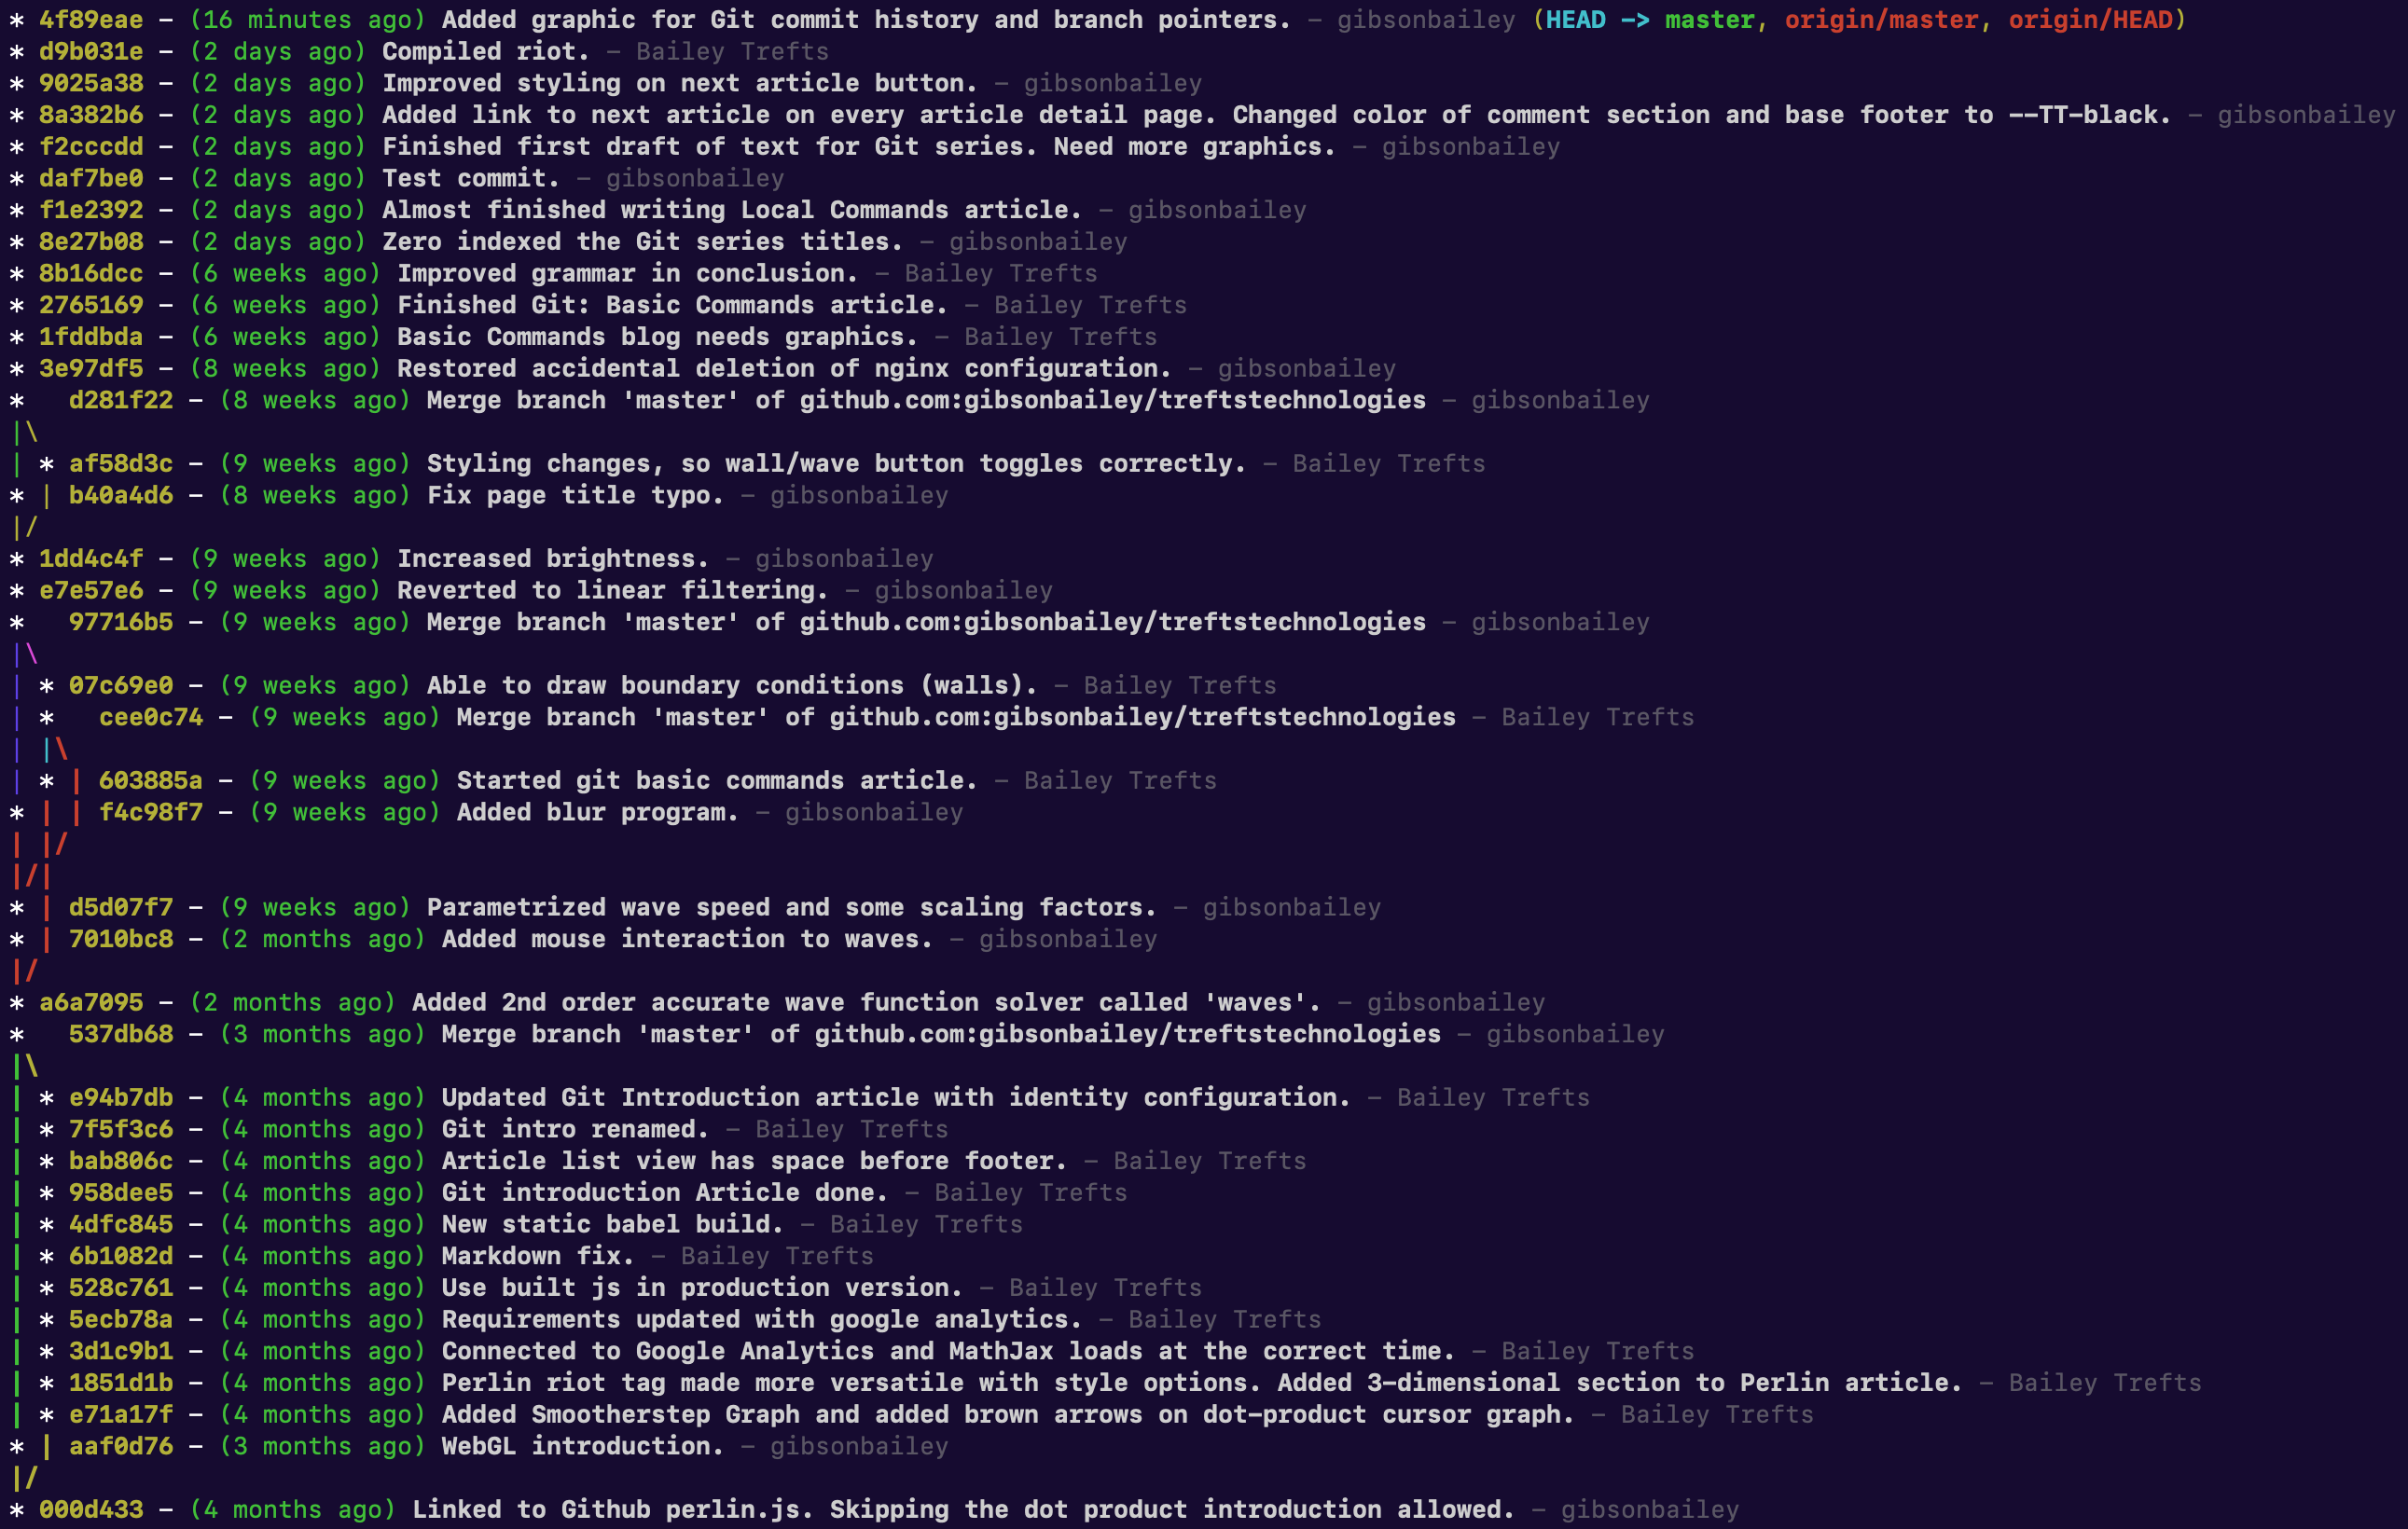 * 4f89eae - (16 minutes ago) Added graphic for Git commit history and branch pointers. - gibsonbailey (HEAD -> master, origin/master, origin/HEAD)
* d9b031e - (2 days ago) Compiled riot. - Bailey Trefts
* 9025a38 - (2 days ago) Improved styling on next article button. - gibsonbailey
* 8a382b6 - (2 days ago) Added link to next article on every article detail page. Changed color of comment section and base footer to --TT-black. - gibsonbailey
* f2cccdd - (2 days ago) Finished first draft of text for Git series. Need more graphics. - gibsonbailey
* daf7be0 - (2 days ago) Test commit. - gibsonbailey
* f1e2392 - (2 days ago) Almost finished writing Local Commands article. - gibsonbailey
* 8e27b08 - (2 days ago) Zero indexed the Git series titles. - gibsonbailey
* 8b16dcc - (6 weeks ago) Improved grammar in conclusion. - Bailey Trefts
* 2765169 - (6 weeks ago) Finished Git: Basic Commands article. - Bailey Trefts
* 1fddbda - (6 weeks ago) Basic Commands blog needs graphics. - Bailey Trefts
* 3e97df5 - (8 weeks ago) Restored accidental deletion of nginx configuration. - gibsonbailey
*   d281f22 - (8 weeks ago) Merge branch 'master' of github.com:gibsonbailey/treftstechnologies - gibsonbailey
|\
| * af58d3c - (9 weeks ago) Styling changes, so wall/wave button toggles correctly. - Bailey Trefts
* | b40a4d6 - (8 weeks ago) Fix page title typo. - gibsonbailey
|/
* 1dd4c4f - (9 weeks ago) Increased brightness. - gibsonbailey
* e7e57e6 - (9 weeks ago) Reverted to linear filtering. - gibsonbailey
*   97716b5 - (9 weeks ago) Merge branch 'master' of github.com:gibsonbailey/treftstechnologies - gibsonbailey
|\
| * 07c69e0 - (9 weeks ago) Able to draw boundary conditions (walls). - Bailey Trefts
| *   cee0c74 - (9 weeks ago) Merge branch 'master' of github.com:gibsonbailey/treftstechnologies - Bailey Trefts
| |\
| * | 603885a - (9 weeks ago) Started git basic commands article. - Bailey Trefts
* | | f4c98f7 - (9 weeks ago) Added blur program. - gibsonbailey
| |/
|/|
* | d5d07f7 - (9 weeks ago) Parametrized wave speed and some scaling factors. - gibsonbailey
* | 7010bc8 - (2 months ago) Added mouse interaction to waves. - gibsonbailey
|/
* a6a7095 - (2 months ago) Added 2nd order accurate wave function solver called 'waves'. - gibsonbailey
*   537db68 - (3 months ago) Merge branch 'master' of github.com:gibsonbailey/treftstechnologies - gibsonbailey
|\
| * e94b7db - (4 months ago) Updated Git Introduction article with identity configuration. - Bailey Trefts
| * 7f5f3c6 - (4 months ago) Git intro renamed. - Bailey Trefts
| * bab806c - (4 months ago) Article list view has space before footer. - Bailey Trefts
| * 958dee5 - (4 months ago) Git introduction Article done. - Bailey Trefts
| * 4dfc845 - (4 months ago) New static babel build. - Bailey Trefts
| * 6b1082d - (4 months ago) Markdown fix. - Bailey Trefts
| * 528c761 - (4 months ago) Use built js in production version. - Bailey Trefts
| * 5ecb78a - (4 months ago) Requirements updated with google analytics. - Bailey Trefts
| * 3d1c9b1 - (4 months ago) Connected to Google Analytics and MathJax loads at the correct time. - Bailey Trefts
| * 1851d1b - (4 months ago) Perlin riot tag made more versatile with style options. Added 3-dimensional section to Perlin article. - Bailey Trefts
| * e71a17f - (4 months ago) Added Smootherstep Graph and added brown arrows on dot-product cursor graph. - Bailey Trefts
* | aaf0d76 - (3 months ago) WebGL introduction. - gibsonbailey
|/
* 000d433 - (4 months ago) Linked to Github perlin.js. Skipping the dot product introduction allowed. - gibsonbailey